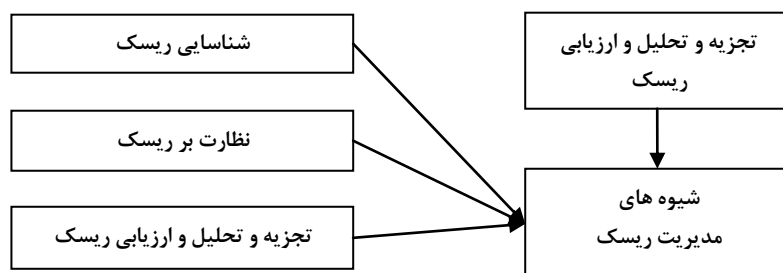 تجزیه و تحلیل و ارزیابی
ریسک
شناسایی ریسک
نظارت بر ریسک
شیوه های
مدیریت ریسک
تجزیه و تحلیل و ارزیابی ریسک